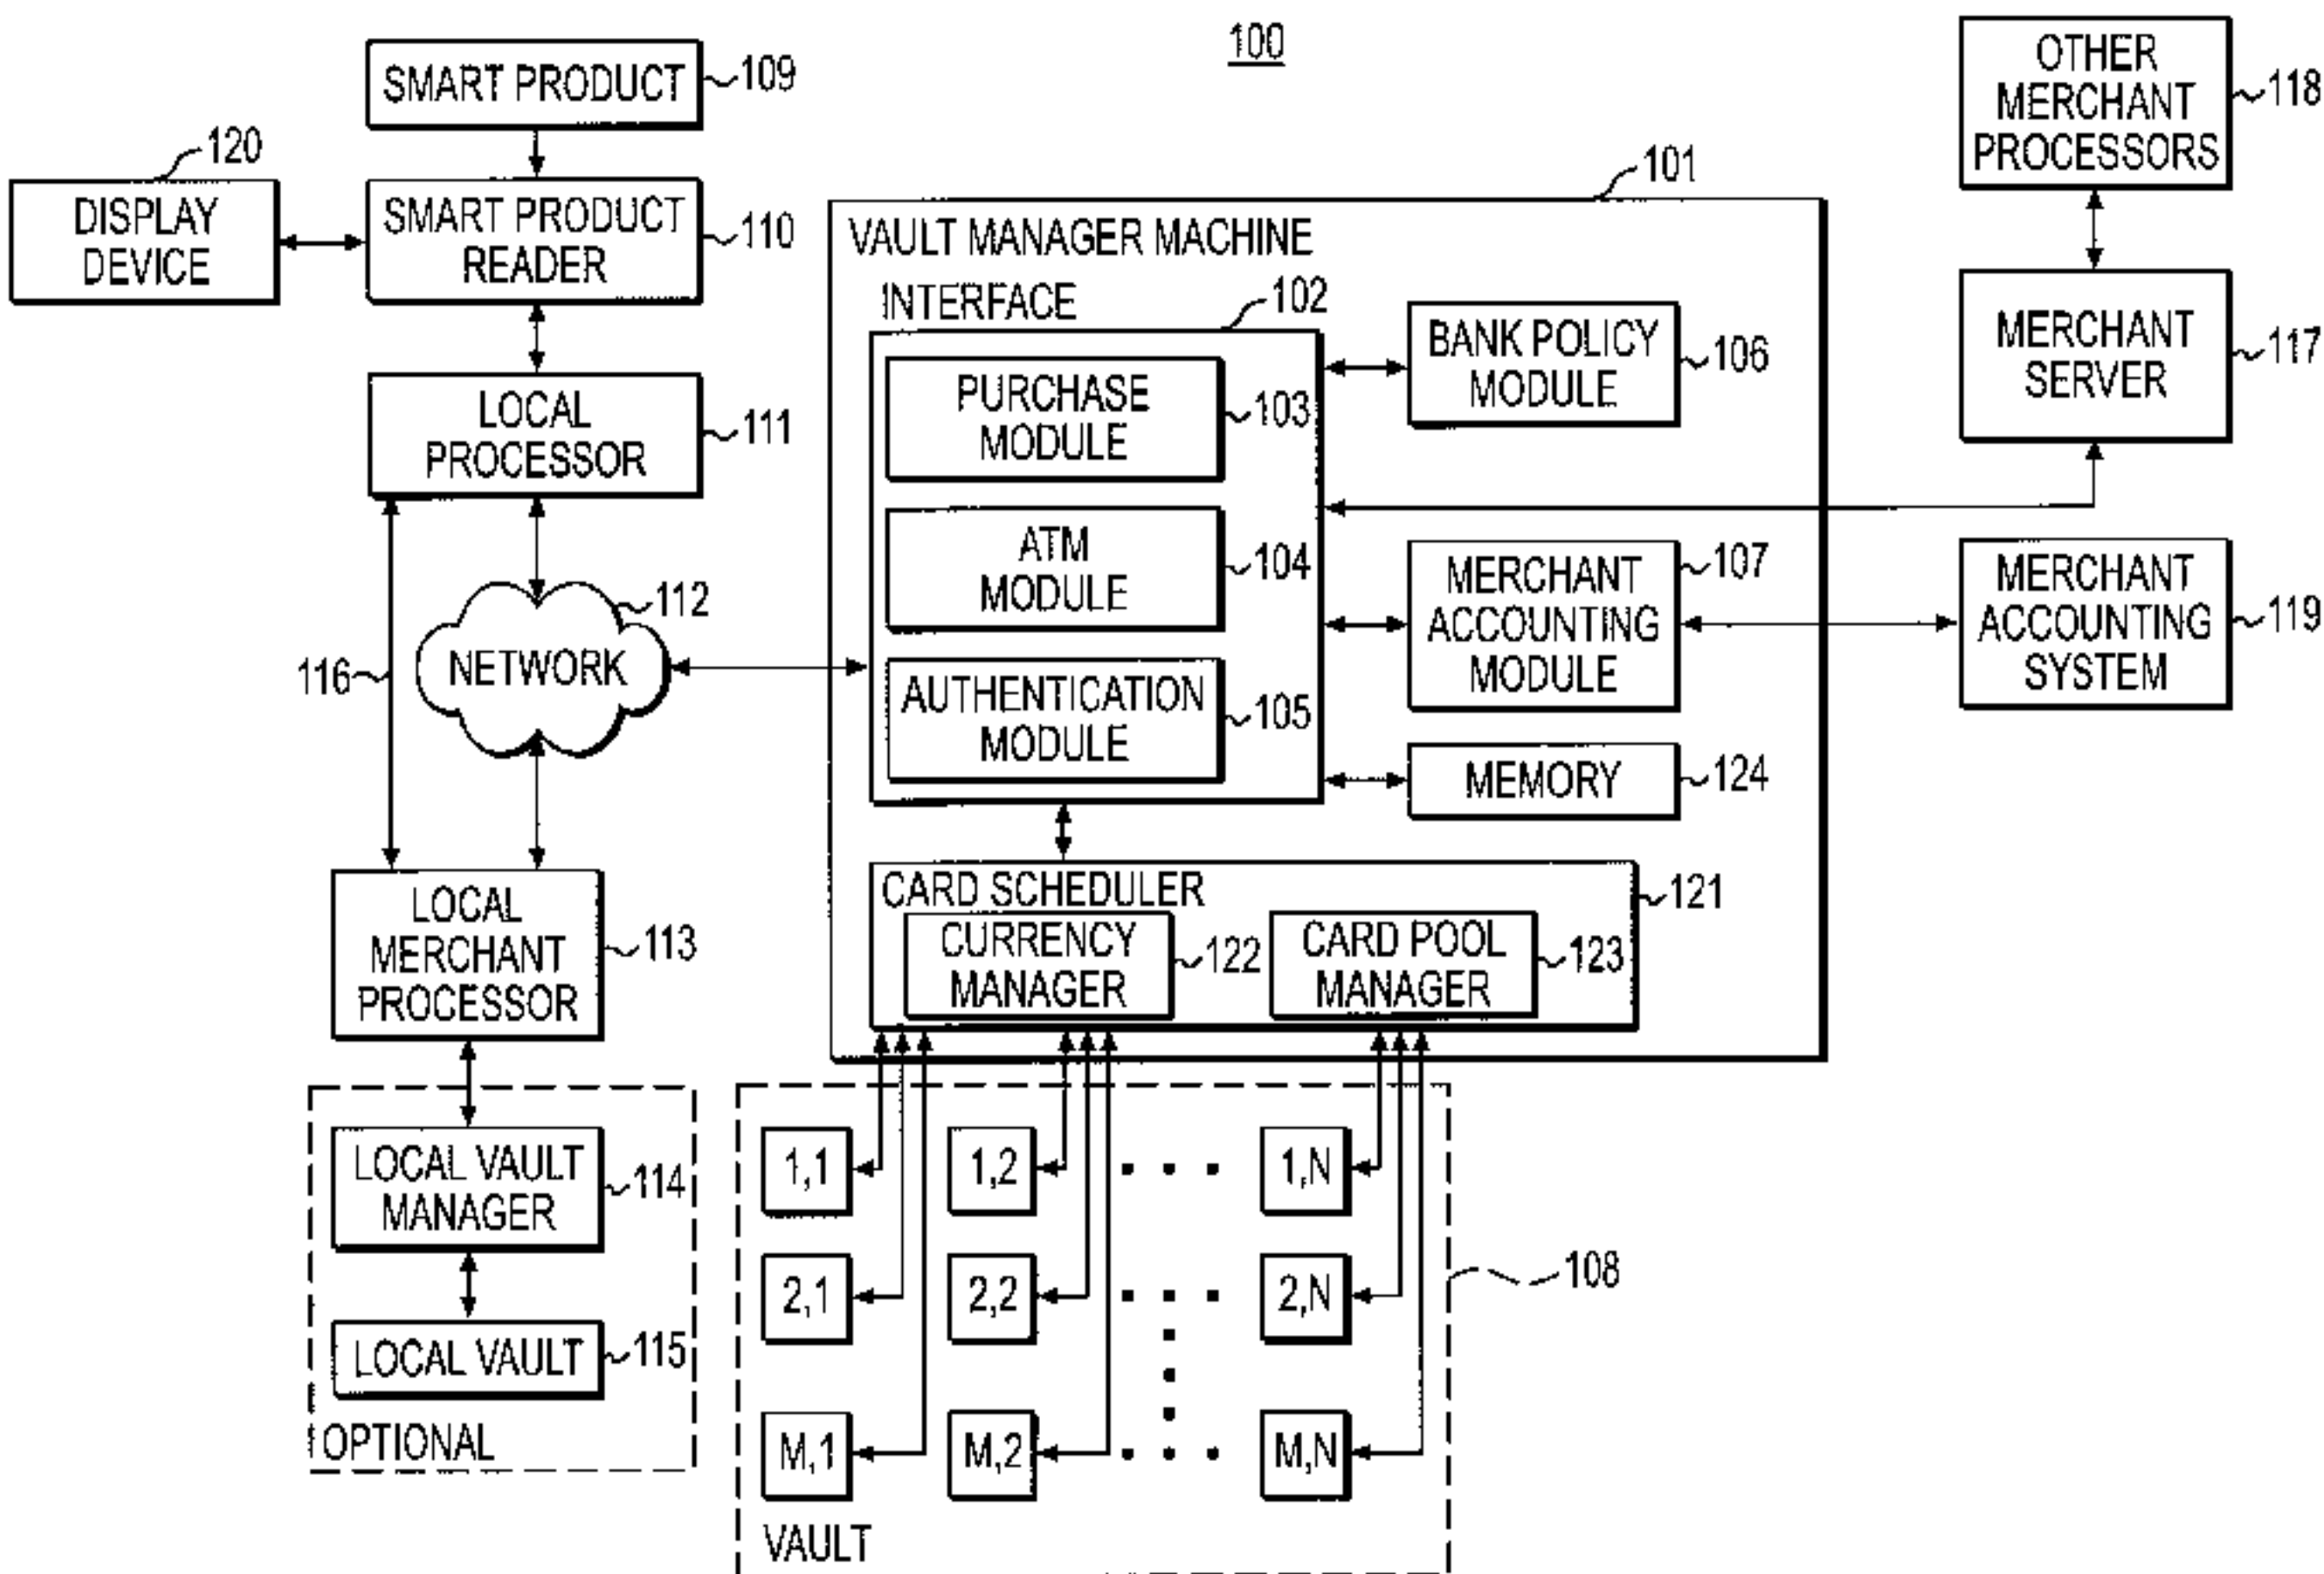 100
SMART PRODUCT
109
DISPLAY
DEVICE
120
SMART PRODUCT
READER
110
LOCAL
PROCESSOR
111
116
NETWORK
112
LOCAL
MERCHANT
PROCESSOR
113
LOCAL VAULT
MANAGER
114
LOCAL VAULT
115
OPTIONAL
101
VAULT MANAGER MACHINE
INTERFACE
102
PURCHASE
MODULE
103
ATM
MODULE
104
AUTHENTICATION
MODULE
105
BANK POLICY
MODULE
106
MERCHANT
ACCOUNTING
MODULE
107
MEMORY
124
CARD SCHEDULER
121
CURRENCY
MANAGER
122
CARD POOL
MANAGER
123
OTHER
MERCHANT
PROCESSORS
118
MERCHANT
SERVER
117
MERCHANT
ACCOUNTING
SYSTEM
119
1,1
1,2
1,N
2,1
2,2
2,N
M,1
M,2
M,N
108
VAULT